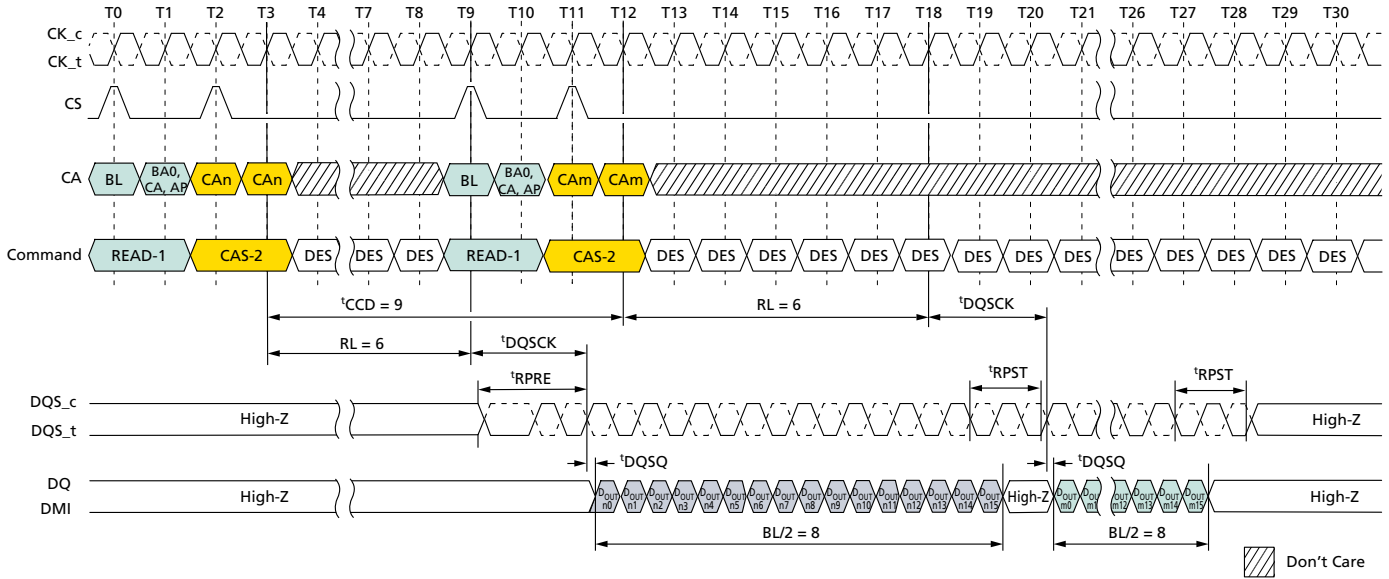 T0 T1 T2 T3 T4 T7 T8 T9 T10 T11 T12 T13 T14 T15 T16 T17 T18 T19 T20 T21 T26 T27 T28 T29 T30
CK_c
CK_t
CS
CA BL BA0, CA, AP CAn CAn BL BA0, CA, AP CAm CAm
Command READ-1 CAS-2 DES DES DES READ-1 CAS-2 DES DES DES DES DES DES DES DES DES DES DES DES DES DES
tCCD = 9 RL = 6 tDQSCK
RL = 6 tDQSCK
tRPRE tRPST tRPST
DQS_c
DQS_t
High-Z High-Z
tDQSQ tDQSQ
DQ
DMI
High-Z DOUT n0 DOUT n1 DOUT n2 DOUT n3 DOUT n4 DOUT n5 DOUT n6 DOUT n7 DOUT n8 DOUT n9 DOUT n10 DOUT n11 DOUT n12 DOUT n13 DOUT n14 DOUT n15 High-Z DOUT m0 DOUT m1 DOUT m12 DOUT m13 DOUT m14 DOUT m15 High-Z
BL/2 = 8 BL/2 = 8
Don't Care